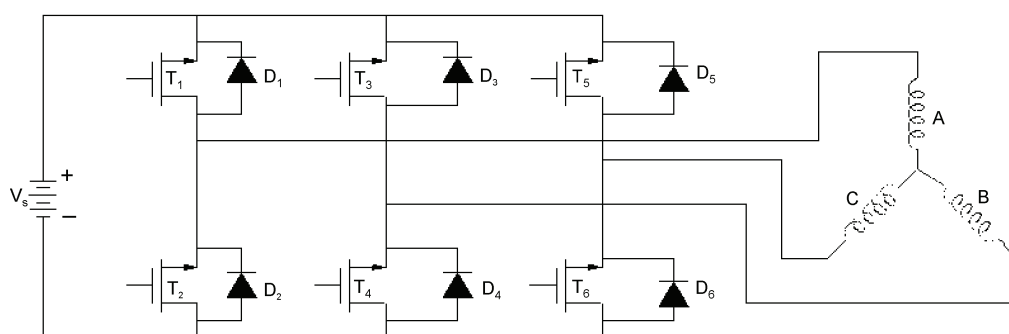 T1 D1 T3 D3 T5 D5
A
Vs + −
C B
T2 D2 T4 D4 T6 D6